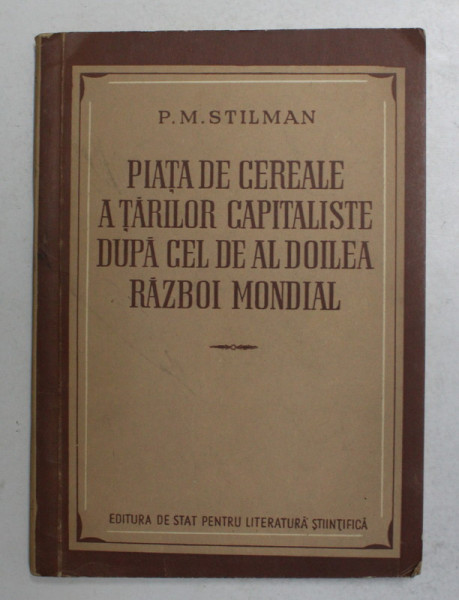 P. M. STILMAN
PIAȚA DE CEREALE
A ȚĂRILOR CAPITALISTE
DUPĂ CEL DE AL DOILEA
RĂZBOI MONDIAL
EDITURA DE STAT PENTRU LITERATURĂ ȘTIINȚIFICĂ